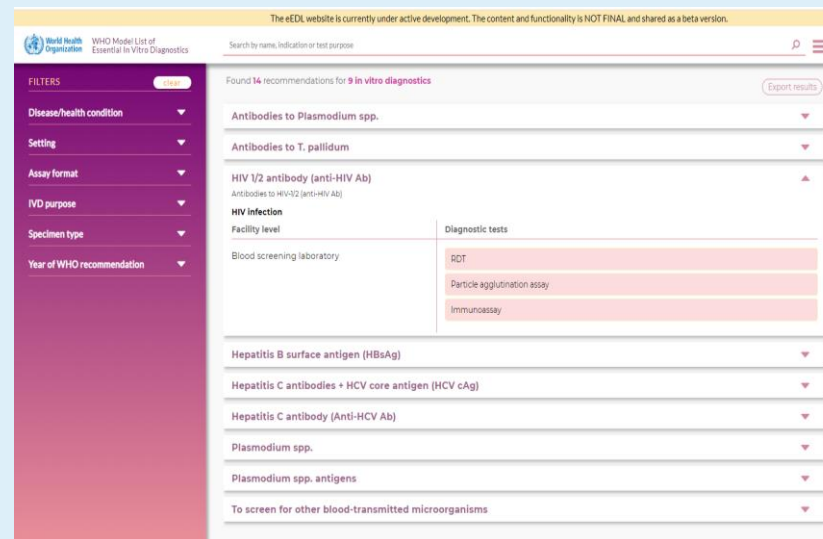 The eEDL website is currently under active development. The content and functionality is NOT FINAL and shared as a beta version.
World Health
Organization
WHO Model List of
Essential In Vitro Diagnostics
Search by name, indication or test purpose
FILTERS
clear
Disease/health condition
Setting
Assay format
IVD purpose
Specimen type
Year of WHO recommendation
Found 14 recommendations for 9 in vitro diagnostics
Export results
Antibodies to Plasmodium spp.
Antibodies to T. pallidum
HIV 1/2 antibody (anti-HIV Ab)
Antibodies to HIV-1/2 (anti-HIV Ab)
HIV infection
Facility level
Diagnostic tests
Blood screening laboratory
RDT
Particle agglutination assay
Immunoassay
Hepatitis B surface antigen (HBsAg)
Hepatitis C antibodies + HCV core antigen (HCV cAg)
Hepatitis C antibody (Anti-HCV Ab)
Plasmodium spp.
Plasmodium spp. antigens
To screen for other blood-transmitted microorganisms